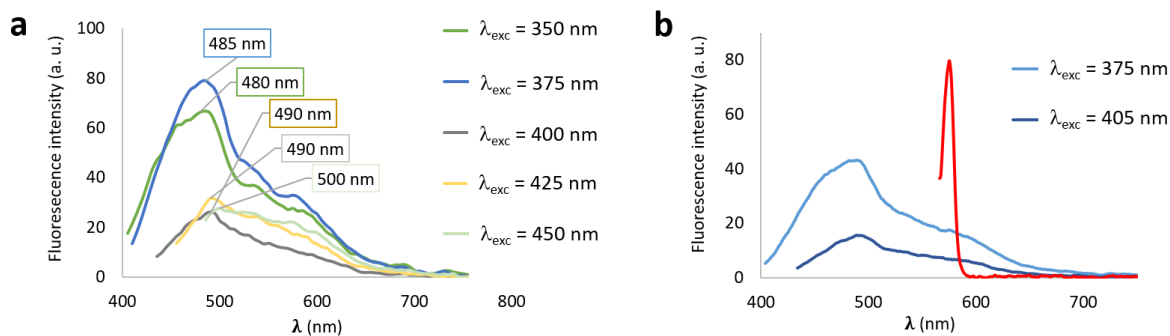 a
Fluorescence intensity (a. u.)
100
80
60
40
20
0
400
500
600
700
800
λ (nm)
485 nm
480 nm
490 nm
490 nm
500 nm
λexc = 350 nm
λexc = 375 nm
λexc = 400 nm
λexc = 425 nm
λexc = 450 nm
b
Fluorescence intensity (a. u.)
80
60
40
20
0
400
500
600
700
λ (nm)
λexc = 375 nm
λexc = 405 nm